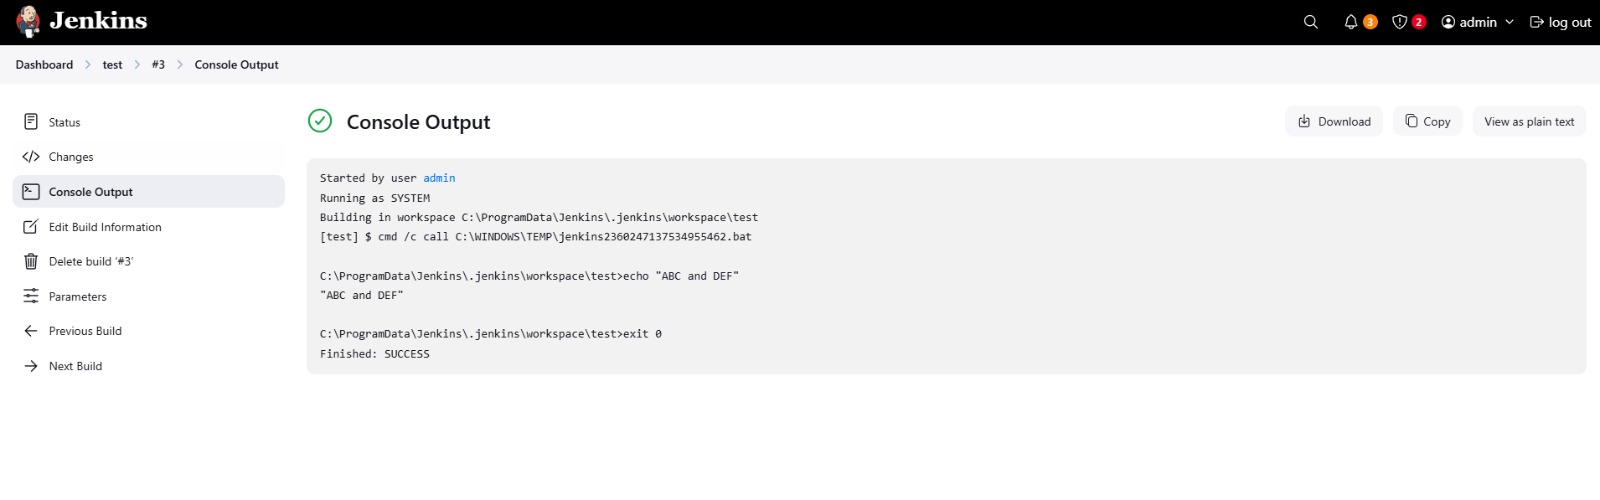 Jenkins
3
2
admin
log out
Dashboard > test > #3 > Console Output
Status
Changes
Console Output
Edit Build Information
Delete build ‘#3’
Parameters
Previous Build
Next Build
Console Output
Download
Copy
View as plain text
Started by user admin
Running as SYSTEM
Building in workspace C:\ProgramData\Jenkins\.jenkins\workspace\test
[test] $ cmd /c call C:\WINDOWS\TEMP\jenkins2360247137534955462.bat
C:\ProgramData\Jenkins\.jenkins\workspace\test>echo "ABC and DEF"
"ABC and DEF"
C:\ProgramData\Jenkins\.jenkins\workspace\test>exit 0
Finished: SUCCESS